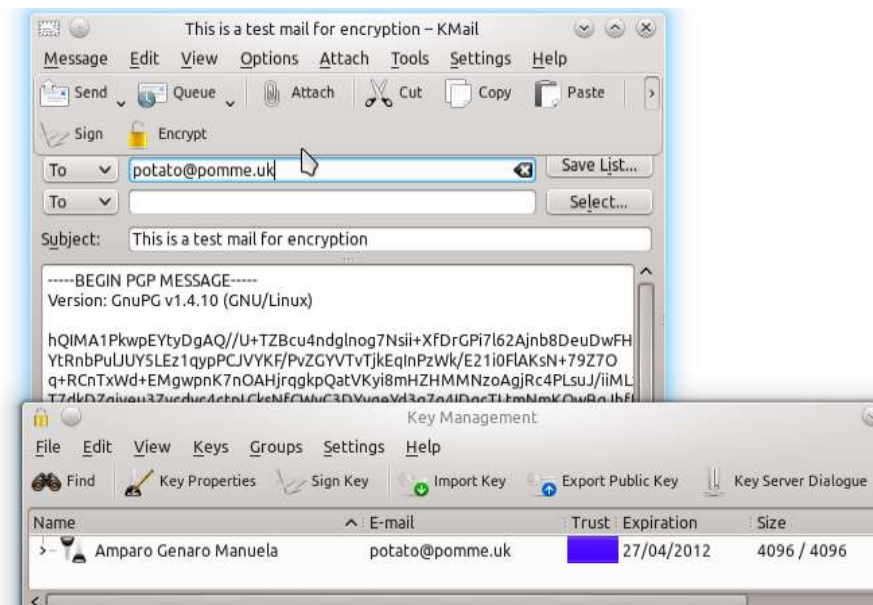 This is a test mail for encryption – KMail
Message Edit View Options Attach Tools Settings Help
Send Queue Attach Cut Copy Paste
Sign Encrypt
To potato@pomme.uk Save List...
To Select...
Subject: This is a test mail for encryption
-----BEGIN PGP MESSAGE-----
Version: GnuPG v1.4.10 (GNU/Linux)
hQIMA1PkwpEYtyDgAQ//U+TZBcu4ndglnog7Nsii+XfDrGPi7l62Ajnb8DeuDwFH
YtRnbPulJUY5LEz1qypPCJVYKF/PvZGYVTvTjkEqInPzWk/E21i0FlAKsN+79Z7O
q+RCnTxWd+EMgwpnK7nOAHjrqgkpQatVKyi8mHZHMMNzoAgjRc4PLsuJ/iiML
Key Management
File Edit View Keys Groups Settings Help
Find Key Properties Sign Key Import Key Export Public Key Key Server Dialogue
Name E-mail Trust Expiration Size
Amparo Genaro Manuela potato@pomme.uk 27/04/2012 4096 / 4096